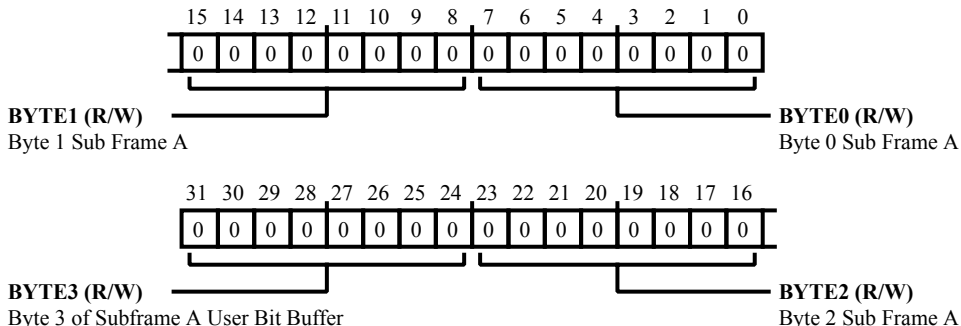 15 14 13 12 11 10 9 8 7 6 5 4 3 2 1 0
0 0 0 0 0 0 0 0 0 0 0 0 0 0 0 0
BYTE1 (R/W) BYTE0 (R/W)
Byte 1 Sub Frame A Byte 0 Sub Frame A
31 30 29 28 27 26 25 24 23 22 21 20 19 18 17 16
0 0 0 0 0 0 0 0 0 0 0 0 0 0 0 0
BYTE3 (R/W) BYTE2 (R/W)
Byte 3 of Subframe A User Bit Buffer Byte 2 Sub Frame A